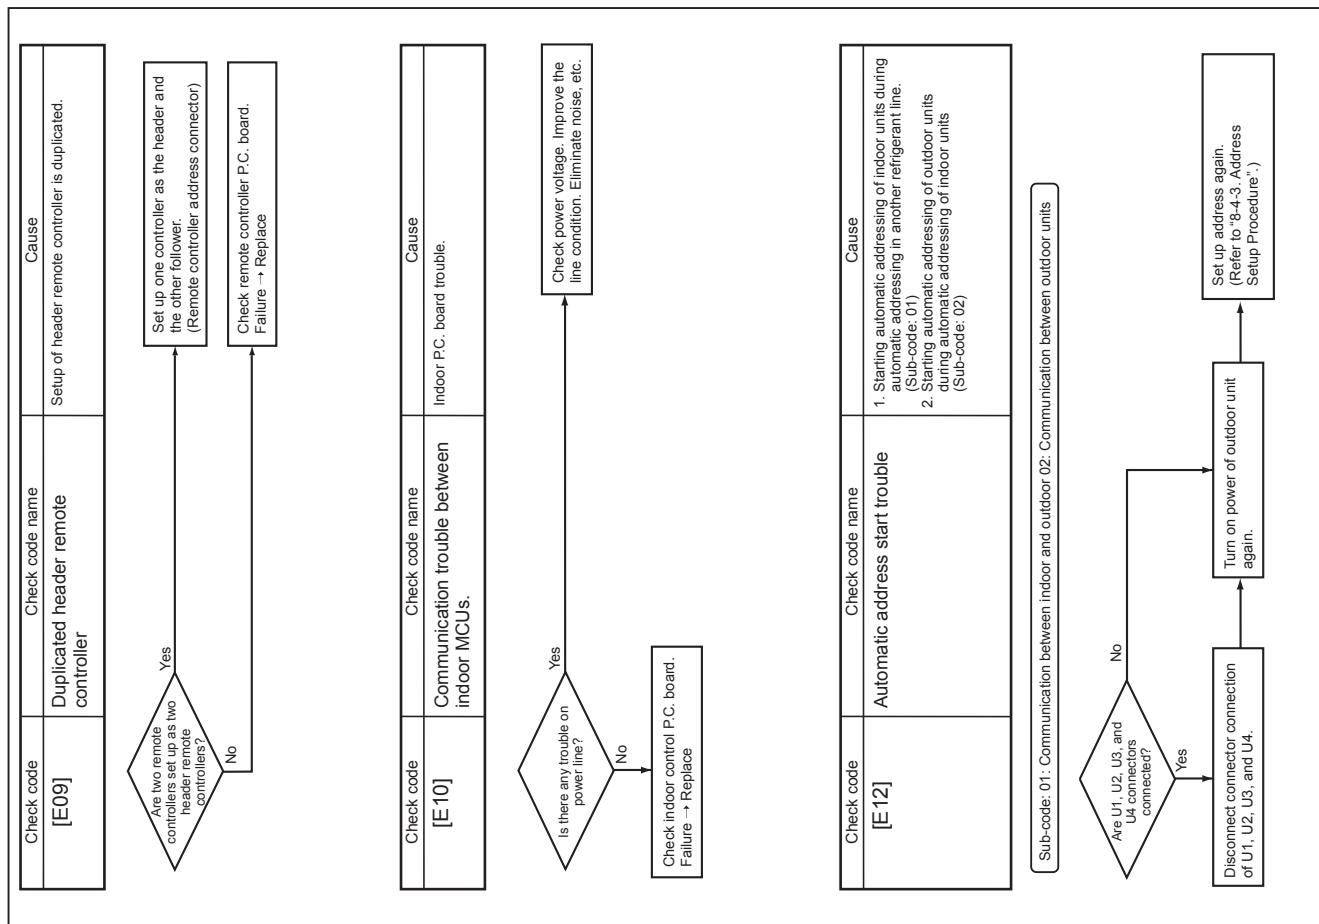 Check code
Check code name
Cause
[E09]
Duplicated header remote
controller
Setup of header remote controller is duplicated.
Are two remote
controllers set up as two
header remote
controllers?
Yes
Set up one controller as the header and
the other follower.
(Remote controller address connector)
No
Check remote controller P.C. board.
Failure → Replace
Check code
Check code name
Cause
[E10]
Communication trouble between
indoor MCUs.
Indoor P.C. board trouble.
Is there any trouble on
power line?
Yes
Check power voltage. Improve the
line condition. Eliminate noise, etc.
No
Check indoor control P.C. board.
Failure → Replace
Check code
Check code name
Cause
[E12]
Automatic address start trouble
1. Starting automatic addressing of indoor units during
automatic addressing in another refrigerant line.
(Sub-code: 01)
2. Starting automatic addressing of outdoor units
during automatic addressing of indoor units
(Sub-code: 02)
Sub-code: 01: Communication between indoor and outdoor 02: Communication between outdoor units
Are U1, U2, U3, and
U4 connectors
connected?
No
Yes
Disconnect connector connection
of U1, U2, U3, and U4.
Turn on power of outdoor unit
again.
Set up address again.
(Refer to "8-4-3. Address
Setup Procedure".)